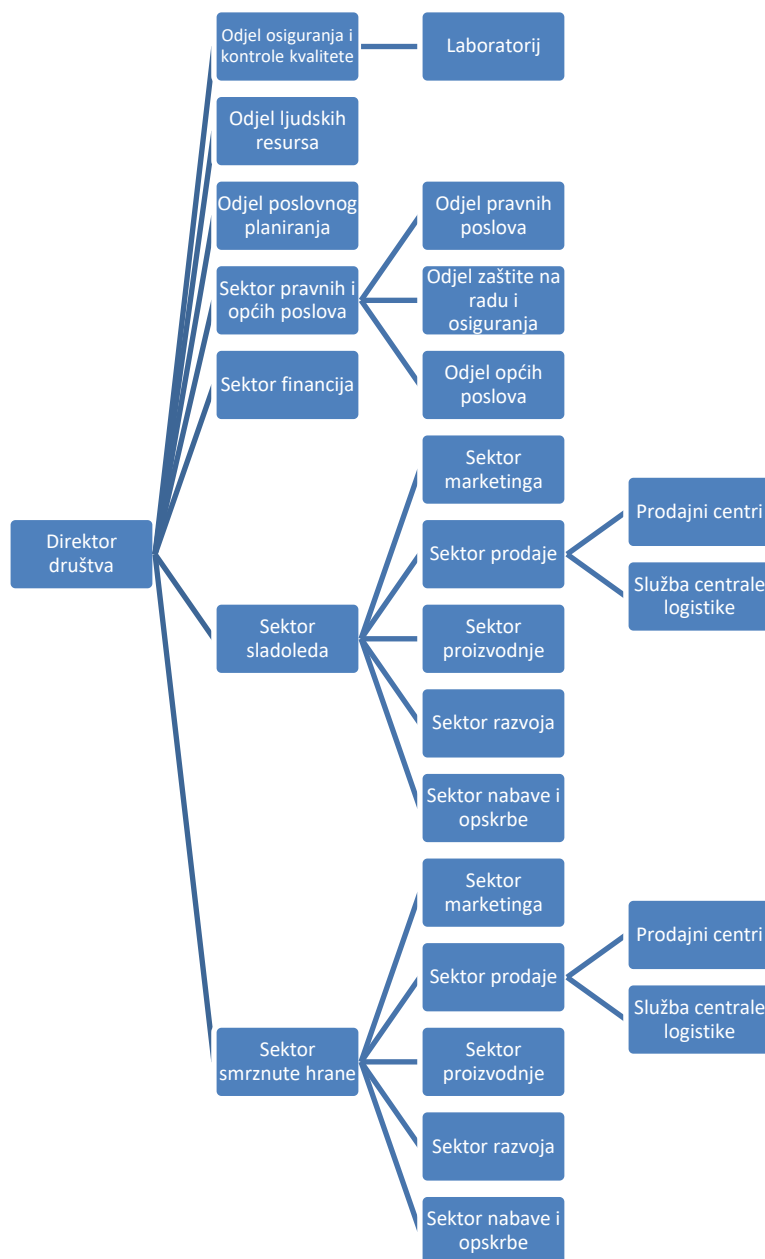 Odjel osiguranja i
kontrole kvalitete
Laboratorij
Odjel ljudskih
resursa
Odjel poslovnog
planiranja
Odjel pravnih
poslova
Sektor pravnih i
općih poslova
Odjel zaštite na
radu i
osiguranja
Sektor financija
Odjel općih
poslova
Sektor
marketinga
Prodajni centri
Direktor
društva
Sektor prodaje
Služba centrale
logistike
Sektor
sladoleda
Sektor
proizvodnje
Sektor razvoja
Sektor nabave i
opskrbe
Sektor
marketinga
Prodajni centri
Sektor prodaje
Služba centrale
logistike
Sektor
smrznute hrane
Sektor
proizvodnje
Sektor razvoja
Sektor nabave i
opskrbe